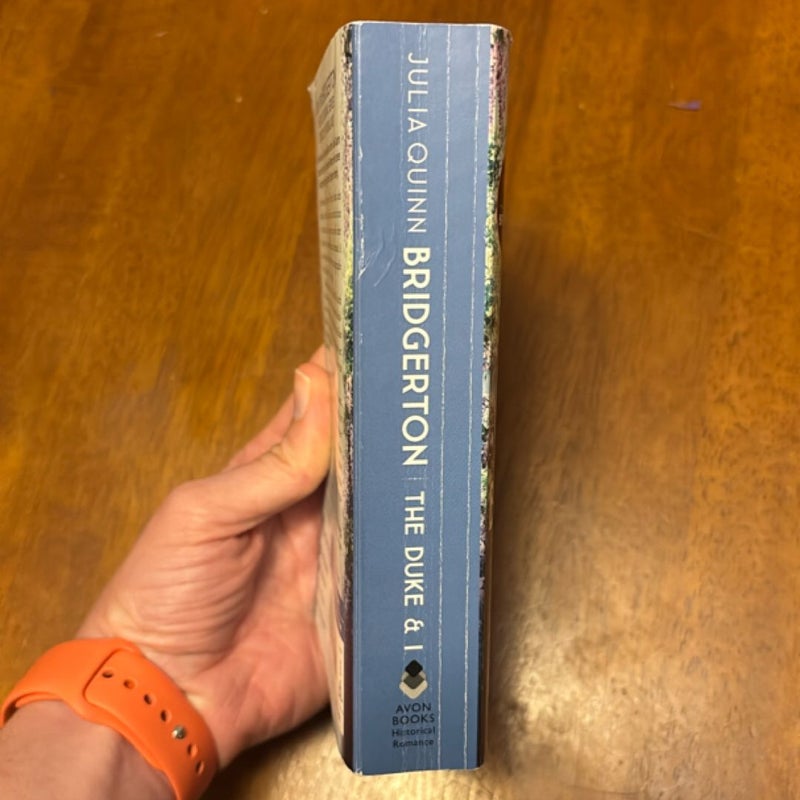 JULIA QUINN BRIDGERTON THE DUKE & I
AVON
BOOKS
Historical
Romance